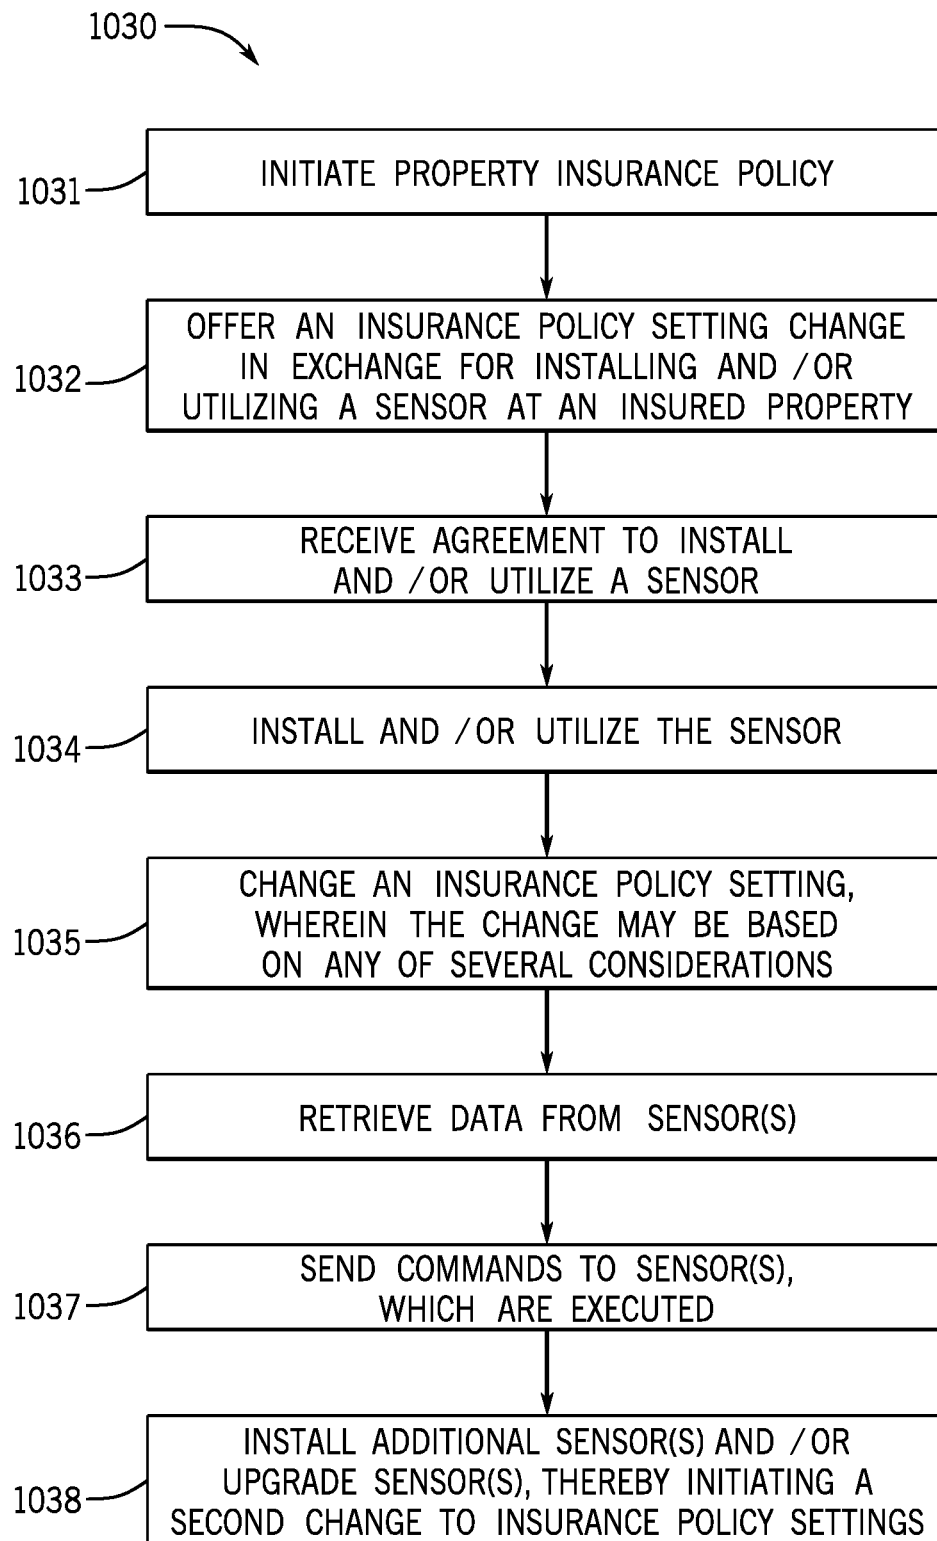 1030
1031
INITIATE PROPERTY INSURANCE POLICY
1032
OFFER AN INSURANCE POLICY SETTING CHANGE
IN EXCHANGE FOR INSTALLING AND /OR
UTILIZING A SENSOR AT AN INSURED PROPERTY
1033
RECEIVE AGREEMENT TO INSTALL
AND /OR UTILIZE A SENSOR
1034
INSTALL AND /OR UTILIZE THE SENSOR
1035
CHANGE AN INSURANCE POLICY SETTING,
WHEREIN THE CHANGE MAY BE BASED
ON ANY OF SEVERAL CONSIDERATIONS
1036
RETRIEVE DATA FROM SENSOR(S)
1037
SEND COMMANDS TO SENSOR(S),
WHICH ARE EXECUTED
1038
INSTALL ADDITIONAL SENSOR(S) AND /OR
UPGRADE SENSOR(S), THEREBY INITIATING A
SECOND CHANGE TO INSURANCE POLICY SETTINGS